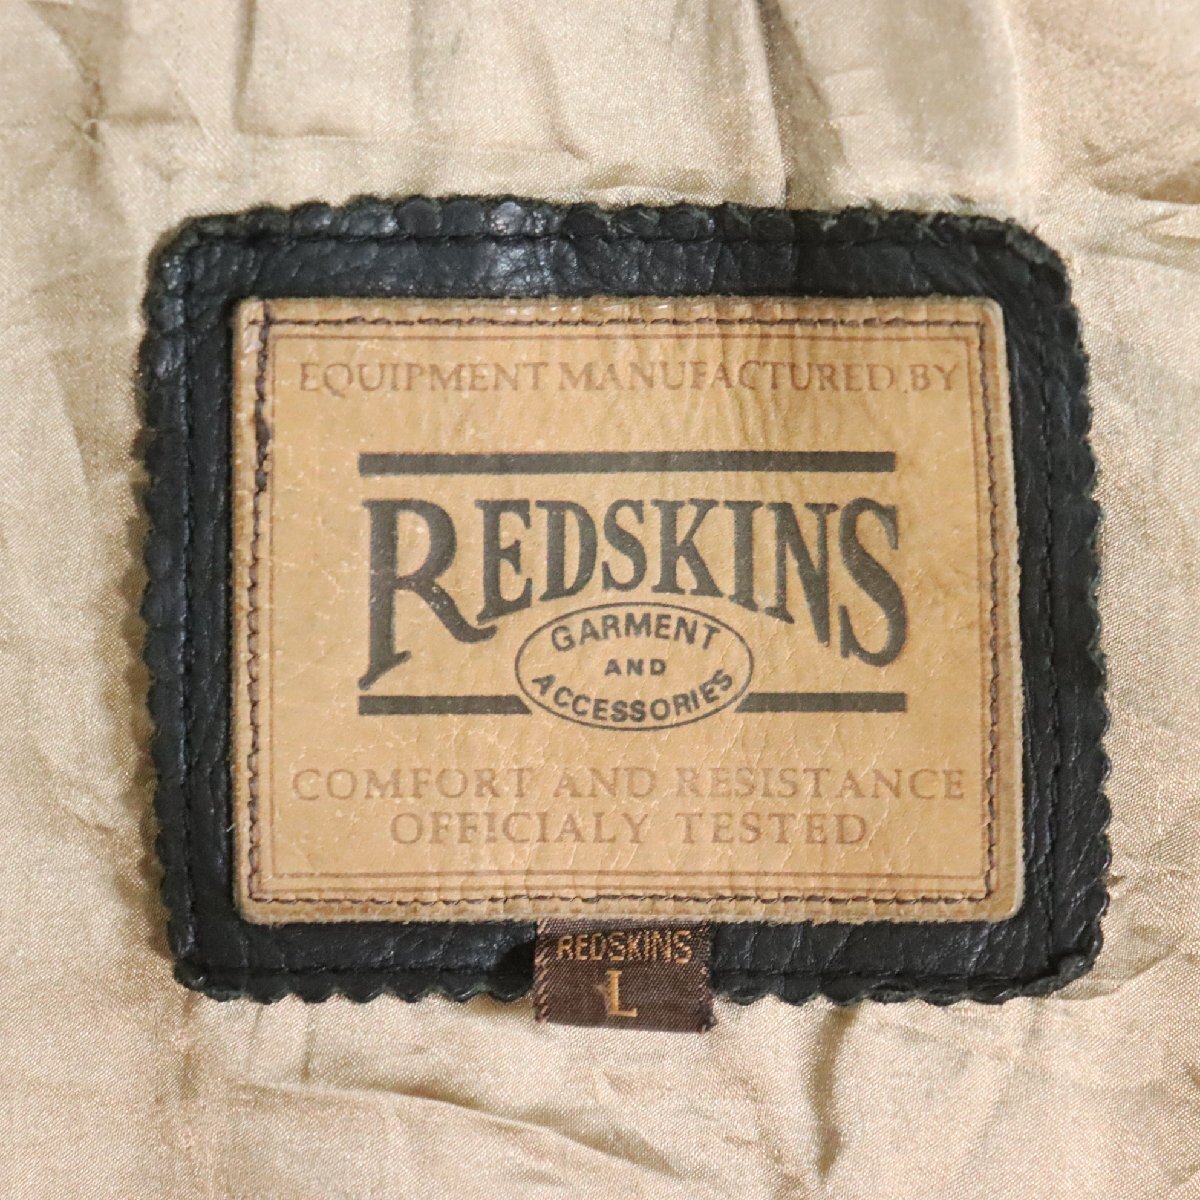 EQUIPMENT MANUFACTURED BY
REDSKINS
GARMENT
AND
ACCESSORIES
COMFORT AND RESISTANCE
OFFICIALY TESTED
REDSKINS
L